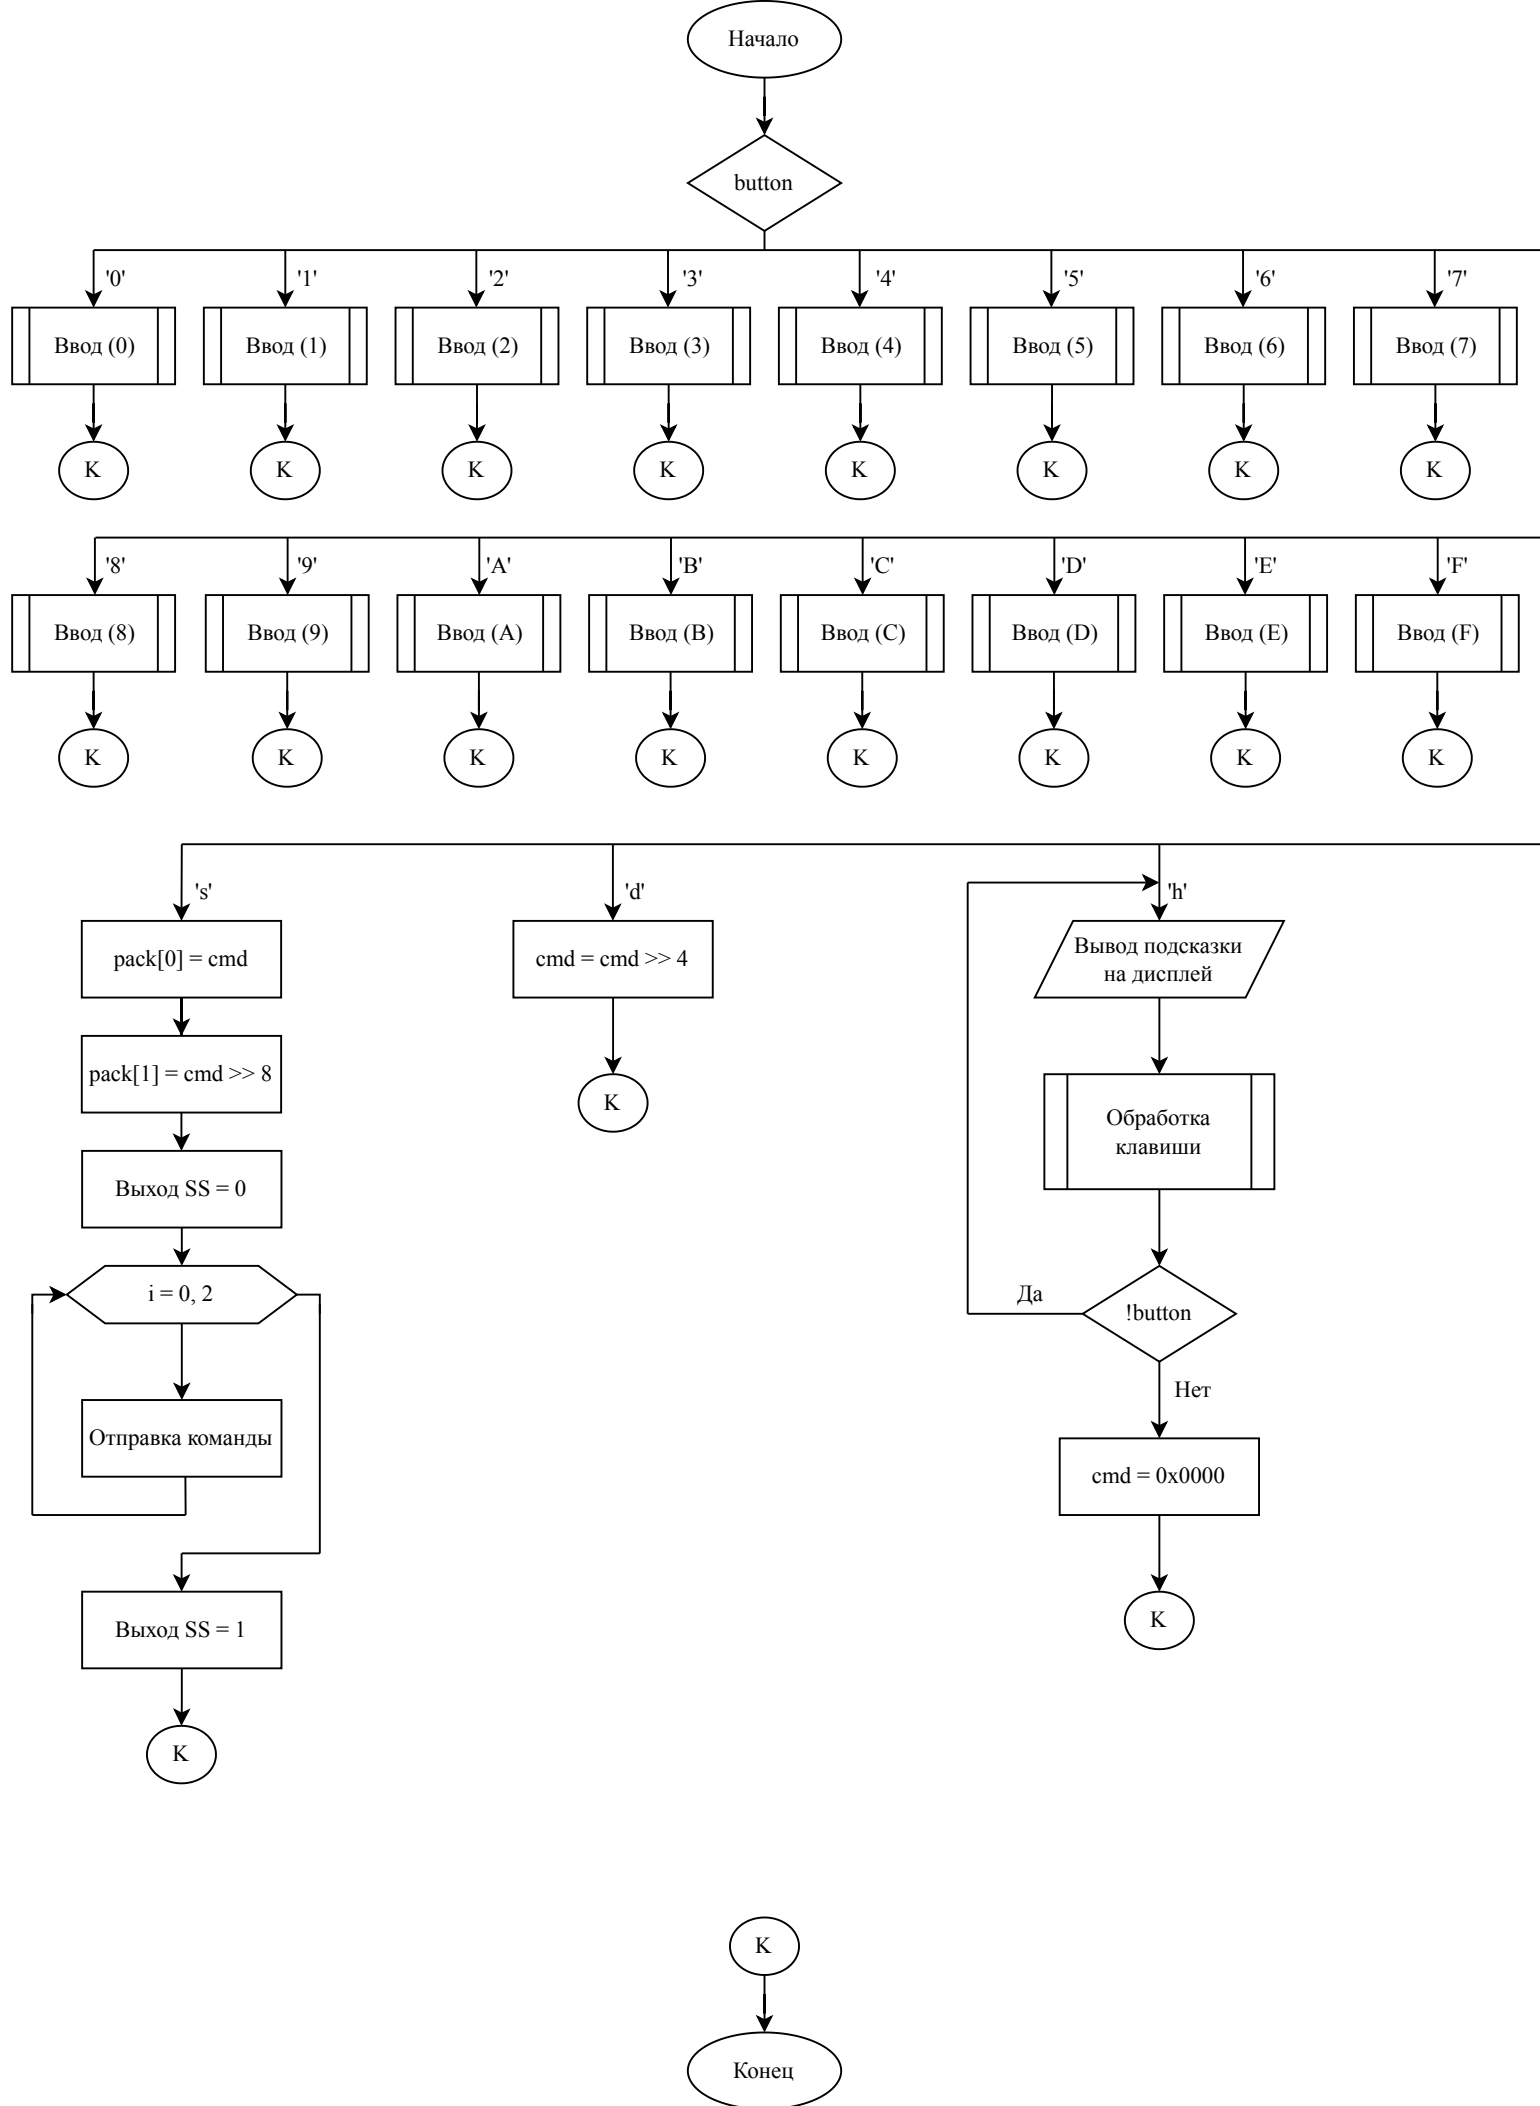 Начало
button
'0'
'1'
'2'
'3'
'4'
'5'
'6'
'7'
Ввод (0)
Ввод (1)
Ввод (2)
Ввод (3)
Ввод (4)
Ввод (5)
Ввод (6)
Ввод (7)
K
K
K
K
K
K
K
K
'8'
'9'
'A'
'B'
'C'
'D'
'E'
'F'
Ввод (8)
Ввод (9)
Ввод (A)
Ввод (B)
Ввод (C)
Ввод (D)
Ввод (E)
Ввод (F)
K
K
K
K
K
K
K
K
's'
pack[0] = cmd
pack[1] = cmd >> 8
Выход SS = 0
i = 0, 2
Отправка команды
Выход SS = 1
K
'd'
cmd = cmd >> 4
K
'h'
Вывод подсказки
на дисплей
Обработка
клавиши
!button
Да
Нет
cmd = 0x0000
K
K
Конец